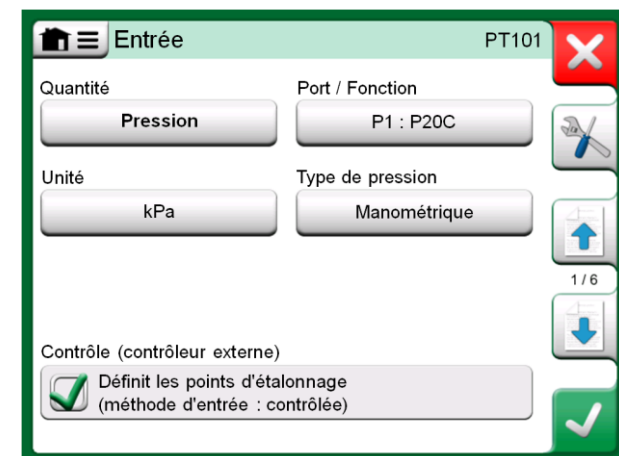 Entrée
PT101
Quantité
Port / Fonction
Pression
P1 : P20C
Unité
Type de pression
kPa
Manométrique
1 / 6
Contrôle (contrôleur externe)
Définit les points d'étalonnage
(méthode d'entrée : contrôlée)